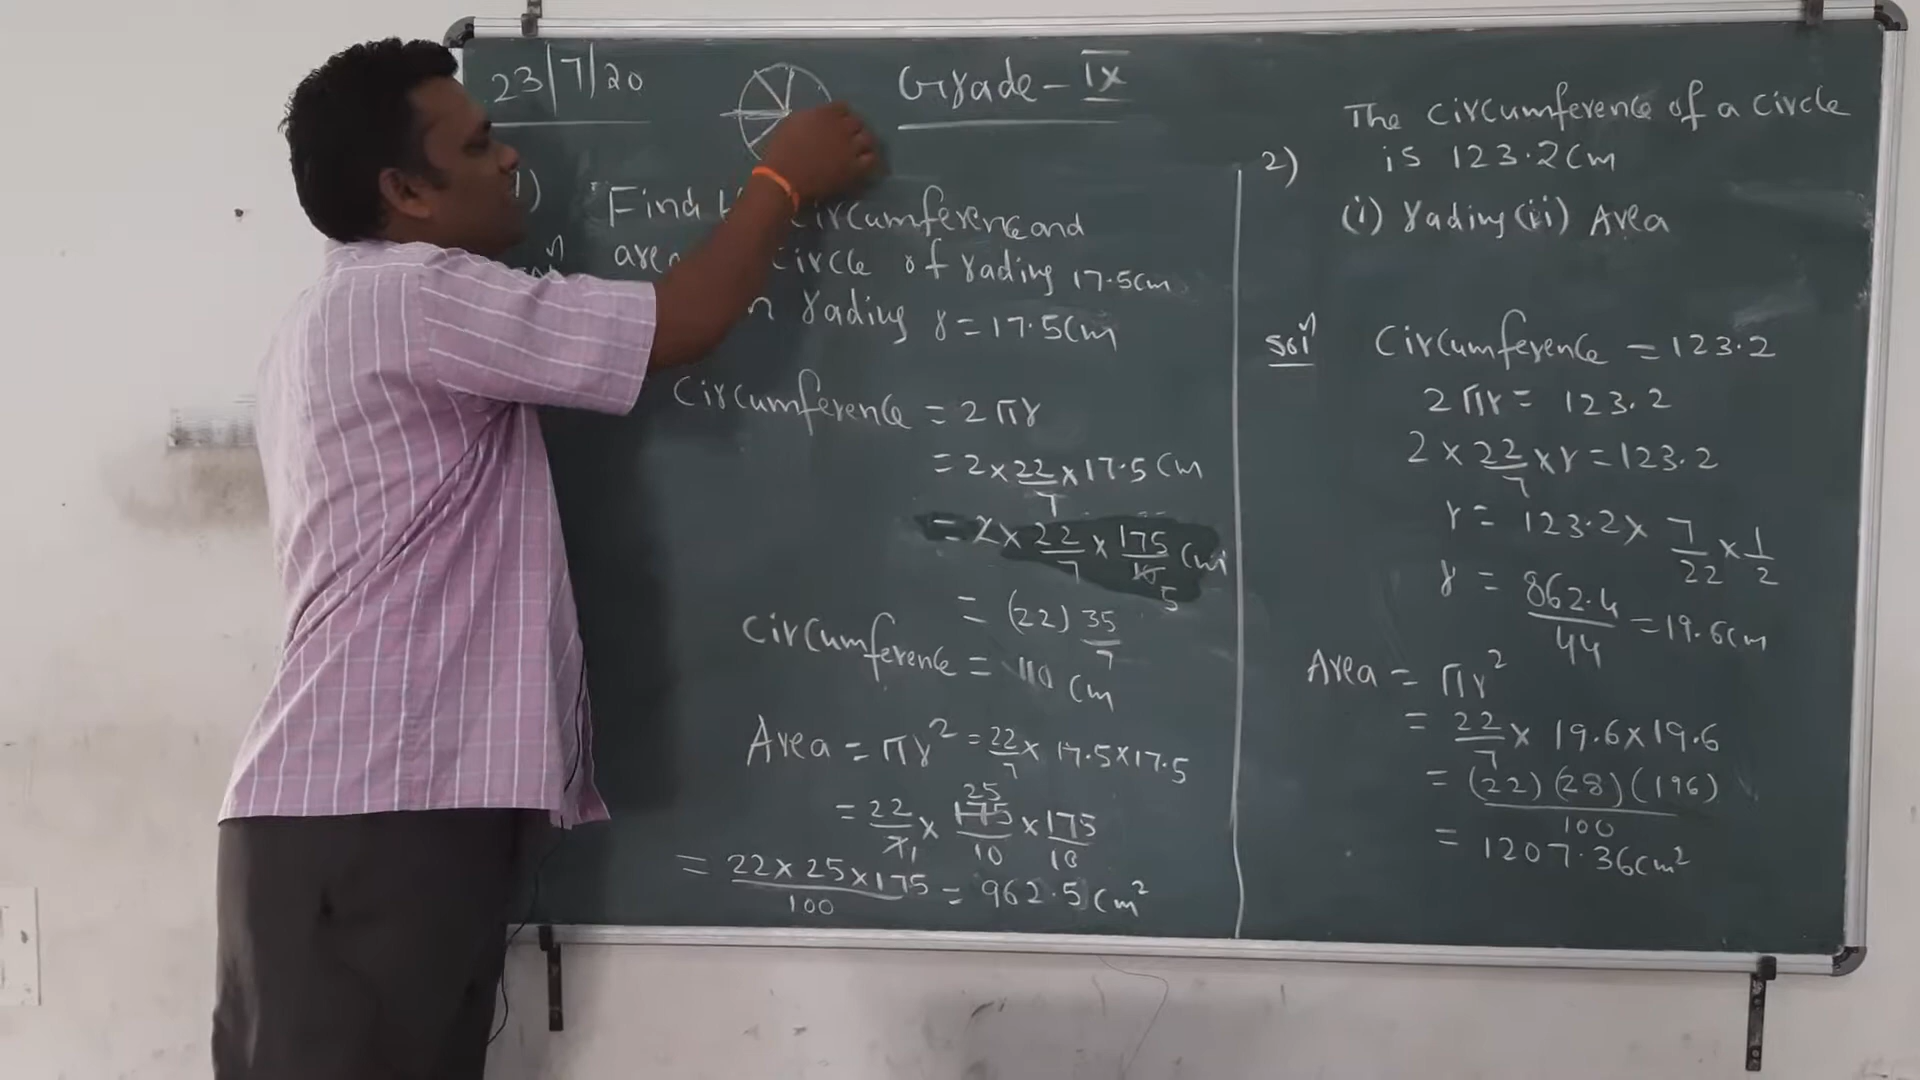 23|7|20
Grade - IX
1)
Find circumference and
circle of radius 17.5cm
radius r = 17.5cm
Circumference = 2πr
= 2 × 22/7 × 17.5 cm
= 2 × 22/7 × 175/10 5 cm
= (22) 35/7
Circumference = 110 cm
Area = πr² = 22/7 × 17.5 × 17.5
= 22/7 1 × 175 25/10 × 175/10
= 22 × 25 × 175/100 = 962.5 cm²
2)
The circumference of a circle
is 123.2cm
(i) radius (ii) Area
Solⁿ
Circumference = 123.2
2πr = 123.2
2 × 22/7 × r = 123.2
r = 123.2 × 7/22 × 1/2
r = 862.4/44 = 19.6cm
Area = πr²
= 22/7 × 19.6 × 19.6
= (22) (28) (196)/100
= 1207.36cm²